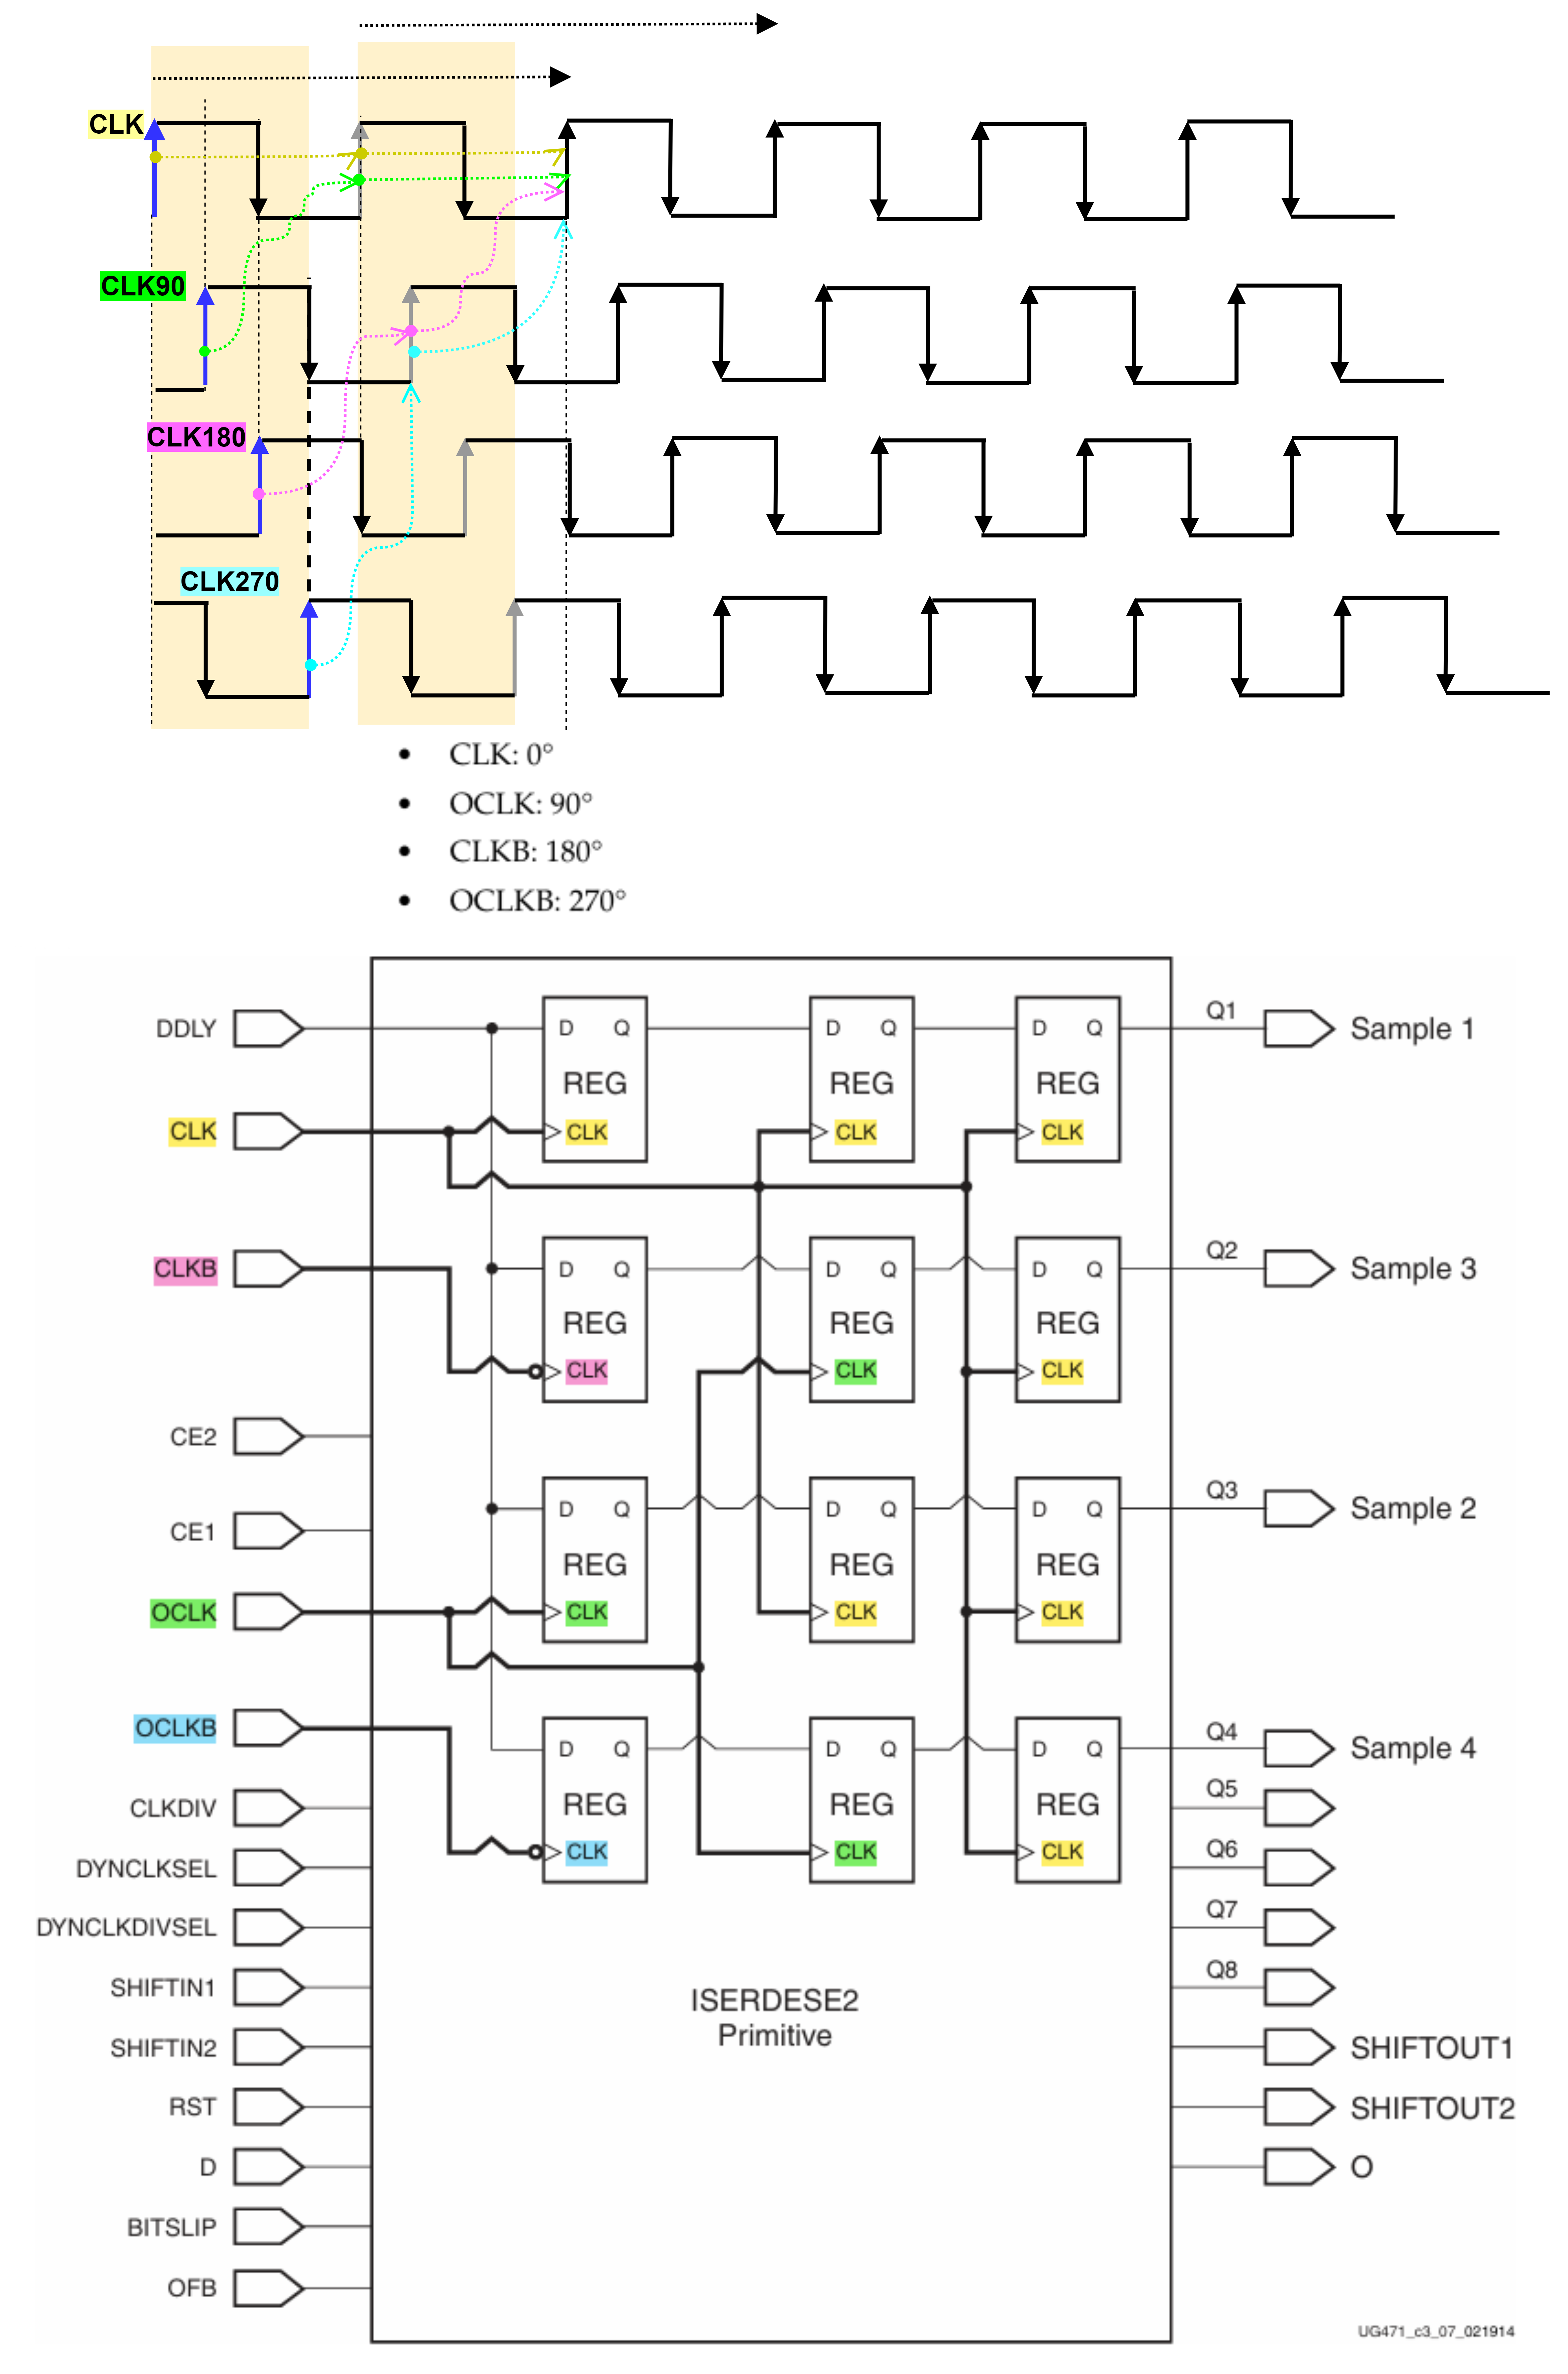 CLK
CLK90
CLK180
CLK270
• CLK: 0°
• OCLK: 90°
• CLKB: 180°
• OCLKB: 270°
DDLY
D Q
D Q
D Q
Q1
Sample 1
REG
REG
REG
CLK
CLK
CLK
CLK
CLKB
D Q
D Q
D Q
Q2
Sample 3
REG
REG
REG
CLK
CLK
CLK
CE2
D Q
D Q
D Q
Q3
Sample 2
CE1
REG
REG
REG
OCLK
CLK
CLK
CLK
OCLKB
D Q
D Q
D Q
Q4
Sample 4
Q5
CLKDIV
REG
REG
REG
Q6
DYNCLKSEL
CLK
CLK
CLK
Q7
DYNCLKDIVSEL
Q8
SHIFTIN1
ISERDESE2
Primitive
SHIFTIN2
SHIFTOUT1
RST
SHIFTOUT2
D
O
BITSLIP
OFB
UG471_c3_07_021914